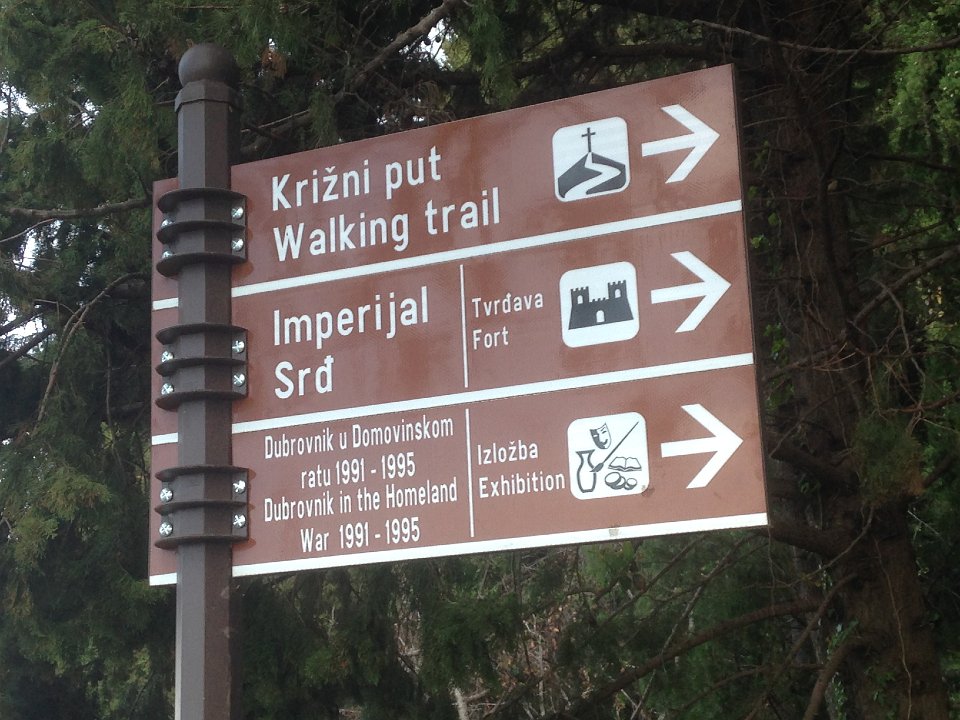 Križni put
Walking trail
Imperijal
Srđ
Tvrđava
Fort
Dubrovnik u Domovinskom
ratu 1991 - 1995
Dubrovnik in the Homeland
War 1991 - 1995
Izložba
Exhibition